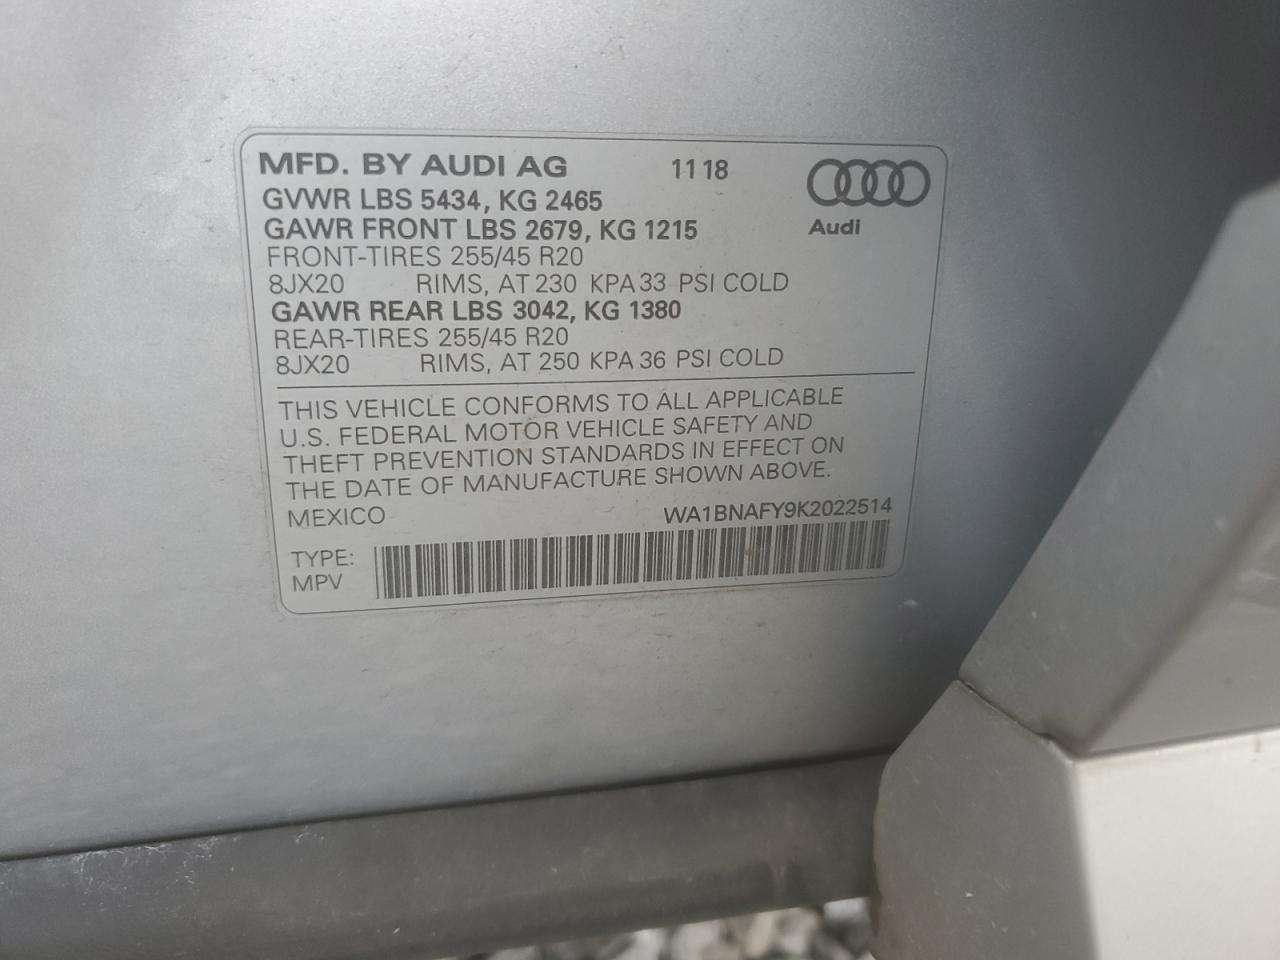 MFD. BY AUDI AG 11 18
GVWR LBS 5434, KG 2465
GAWR FRONT LBS 2679, KG 1215
Audi
FRONT-TIRES 255/45 R20
8JX20 RIMS, AT 230 KPA 33 PSI COLD
GAWR REAR LBS 3042, KG 1380
REAR-TIRES 255/45 R20
8JX20 RIMS, AT 250 KPA 36 PSI COLD
THIS VEHICLE CONFORMS TO ALL APPLICABLE
U.S. FEDERAL MOTOR VEHICLE SAFETY AND
THEFT PREVENTION STANDARDS IN EFFECT ON
THE DATE OF MANUFACTURE SHOWN ABOVE.
MEXICO WA1BNAFY9K2022514
TYPE:
MPV